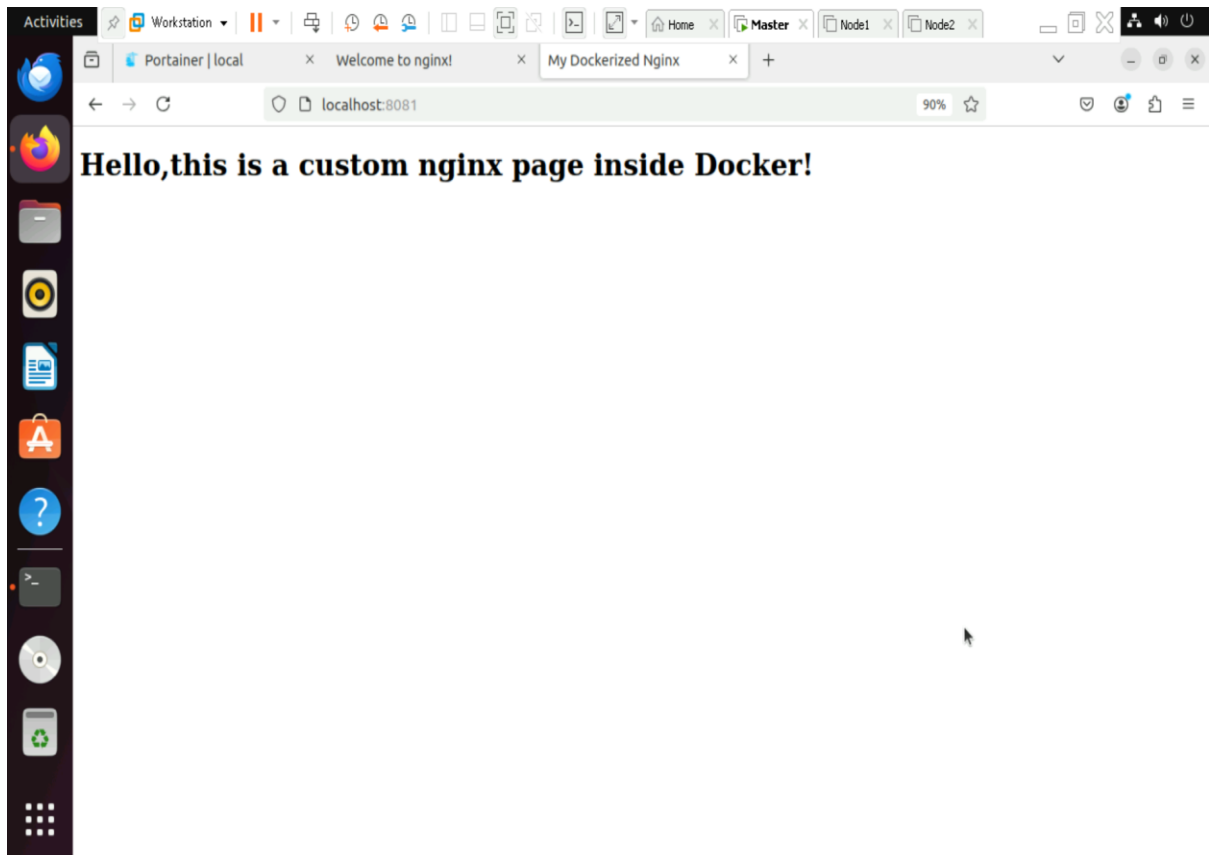 Activities Workstation Home Master Node1 Node2
Portainer | local Welcome to nginx! My Dockerized Nginx
localhost:8081 90%
Hello,this is a custom nginx page inside Docker!